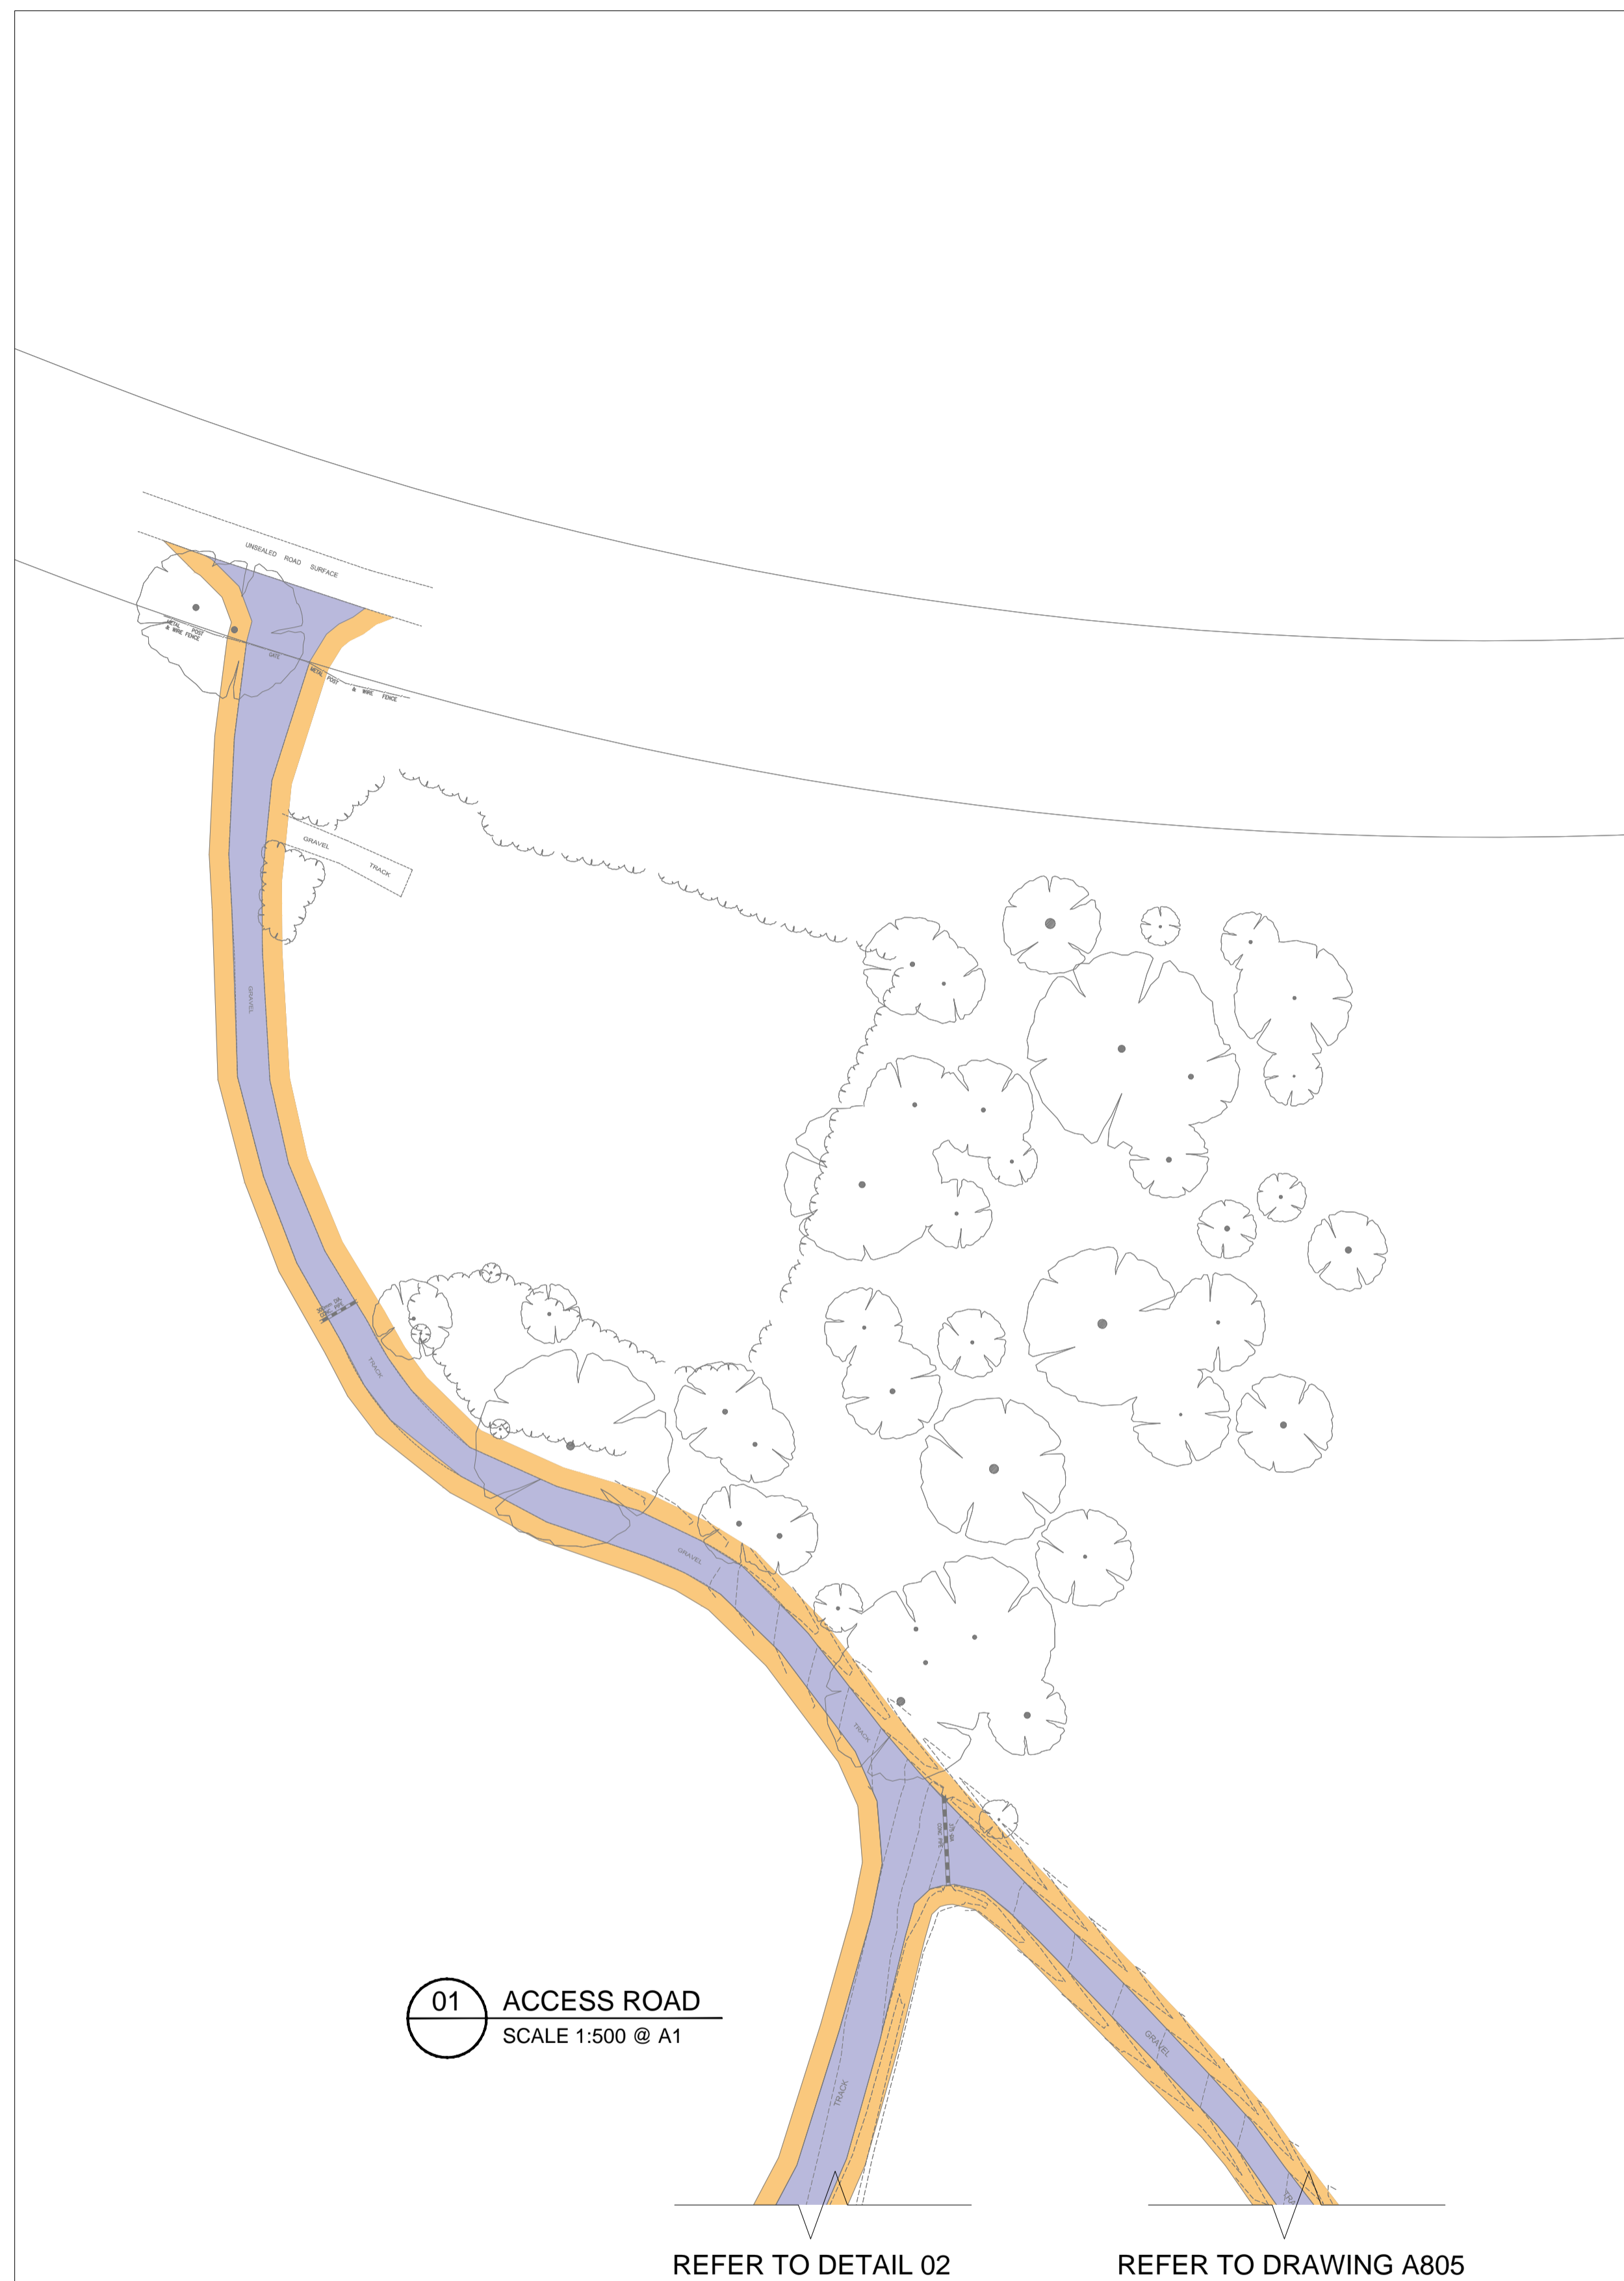 UNSEALED ROAD SURFACE
METAL POST
& WIRE FENCE
GATE
METAL POST
& WIRE FENCE
GRAVEL TRACK
GRAVEL
TRACK
GRAVEL
TRACK
01
ACCESS ROAD
SCALE 1:500 @ A1
GRAVEL
TRACK
REFER TO DETAIL 02
REFER TO DRAWING A805